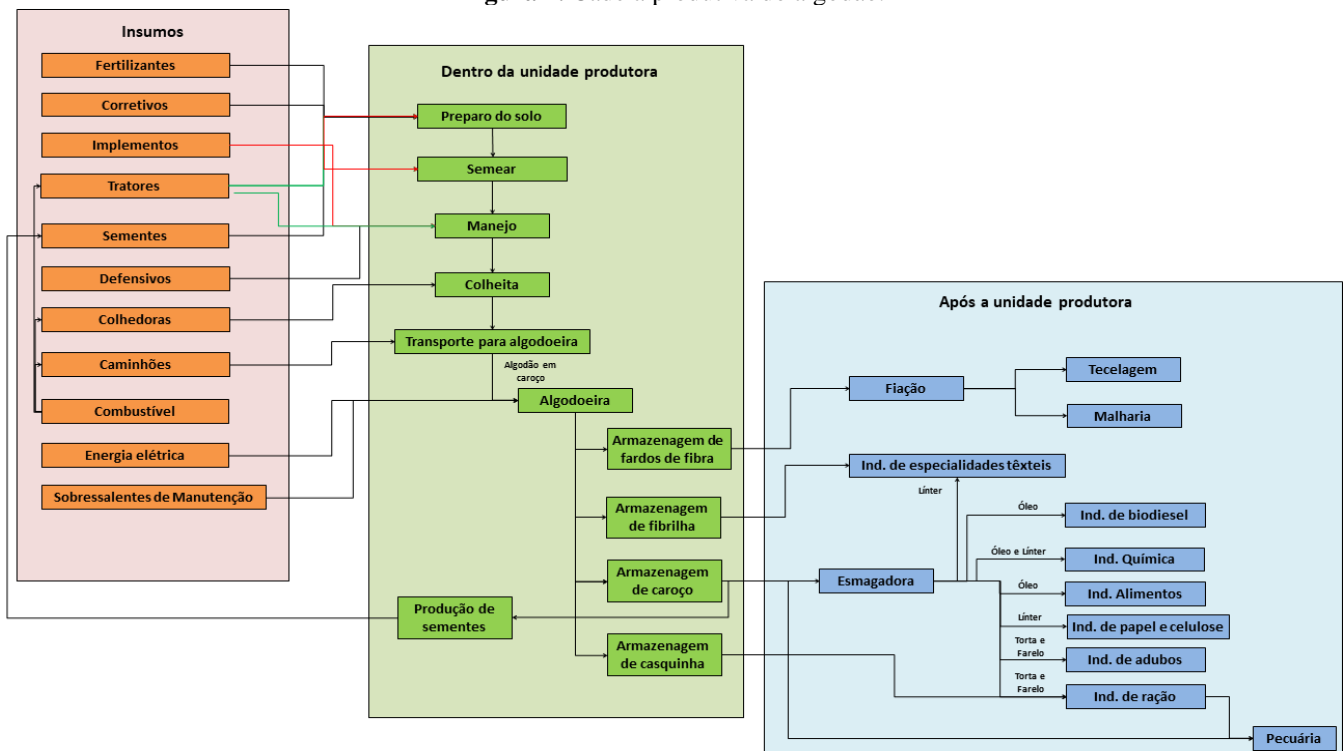 Cadeia produtiva do algodão.
Insumos
Fertilizantes
Corretivos
Implementos
Tratores
Sementes
Defensivos
Colhedoras
Caminhões
Combustível
Energia elétrica
Sobressalentes de Manutenção
Dentro da unidade produtora
Preparo do solo
Semear
Manejo
Colheita
Transporte para algodoeira
Algodão em
caroço
Algodoeira
Armazenagem de
fardos de fibra
Armazenagem
de fibrilha
Armazenagem
de caroço
Produção de
sementes
Armazenagem
de casquinha
Após a unidade produtora
Fiação
Tecelagem
Malharia
Ind. de especialidades têxteis
Línter
Óleo
Ind. de biodiesel
Óleo e Línter
Ind. Química
Esmagadora
Óleo
Ind. Alimentos
Línter
Ind. de papel e celulose
Torta e
Farelo
Ind. de adubos
Torta e
Farelo
Ind. de ração
Pecuária